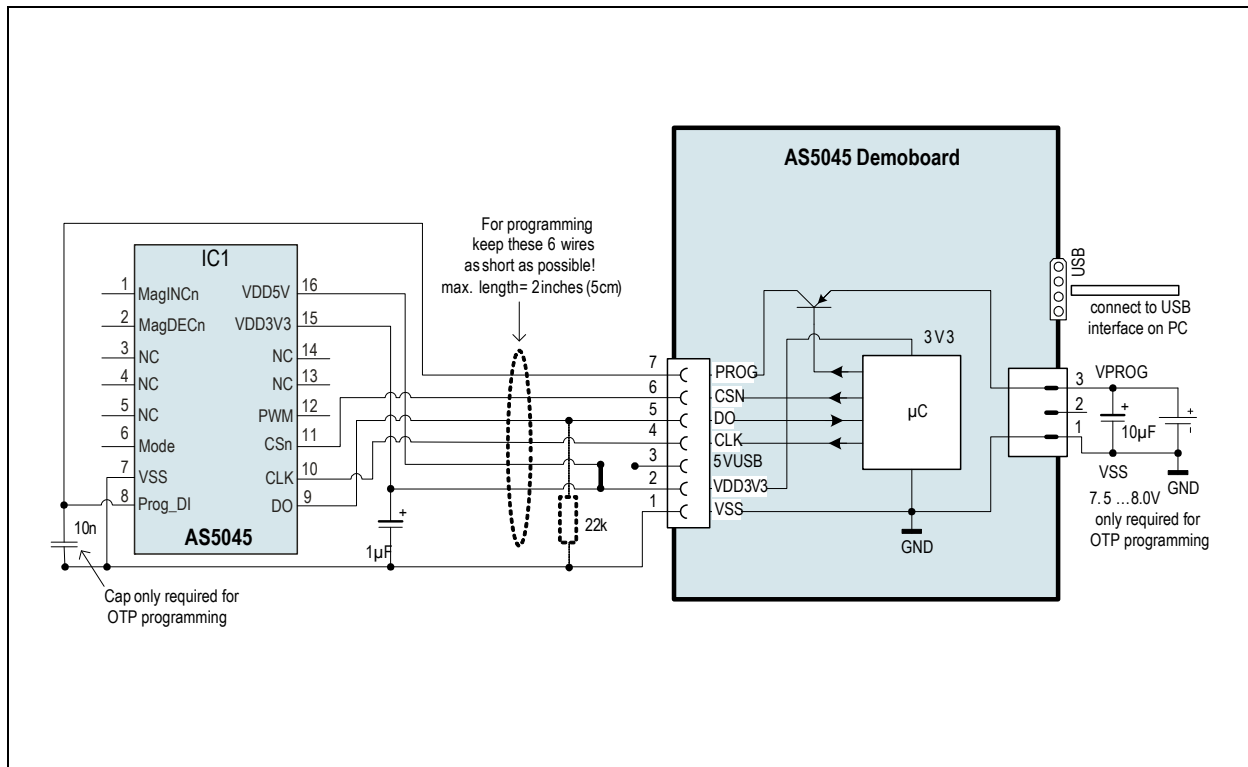 AS5045 Demoboard
For programming
keep these 6 wires
as short as possible!
max. length= 2inches (5cm)
IC1
1 MagINCn
2 MagDECn
3 NC
4 NC
5 NC
6 Mode
7 VSS
8 Prog_DI
VDD5V 16
VDD3V3 15
NC 14
NC 13
PWM 12
CSn 11
CLK 10
DO 9
AS5045
10n
Cap only required for
OTP programming
1µF
+
22k
7 PROG
6 CSN
5 DO
4 CLK
3 5VUSB
2 VDD3V3
1 VSS
3V3
µC
GND
USB
connect to USB
interface on PC
3 VPROG
2
1
+
10µF
+
-
VSS
GND
7.5 ...8.0V
only required for
OTP programming